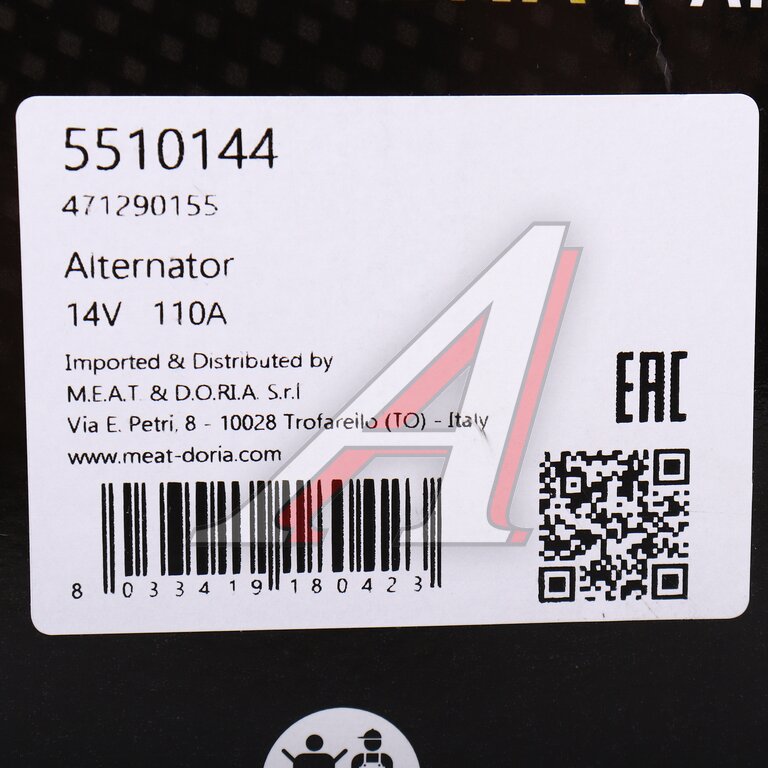 5510144
471290155
Alternator
14V 110A
Imported & Distributed by
M.E.A.T. & D.O.RI.A. S.r.l
Via E. Petri, 8 - 10028 Trofarello (TO) - Italy
www.meat-doria.com
EAC
8 033419 180423